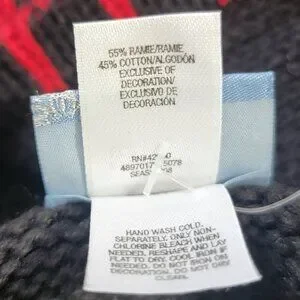 55% RAMIE/RAMIE
45% COTTON/ALGODÓN
EXCLUSIVE OF
DECORATION/
EXCLUIDO DE
DECORACIÓN
HAND WASH COLD.
SEPARATELY. ONLY NON-
CHLORINE BLEACH WHEN
NEEDED. RESHAPE AND LAY
FLAT TO DRY. COOL IRON IF
NEEDED. DO NOT IRON ON
DECORATION. DO NOT
DRY CLEAN.